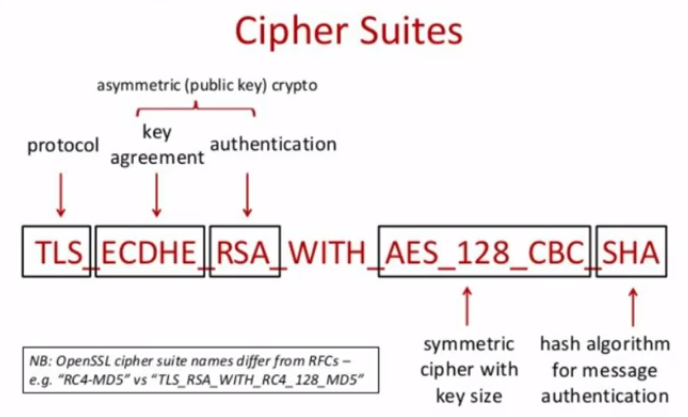 Cipher Suites
asymmetric (public key) crypto
protocol
key
agreement
authentication
TLS_ECDHE_RSA_WITH_AES_128_CBC_SHA
symmetric
cipher with
key size
hash algorithm
for message
authentication
NB: OpenSSL cipher suite names differ from RFCs –
e.g. “RC4-MD5” vs “TLS_RSA_WITH_RC4_128_MD5”